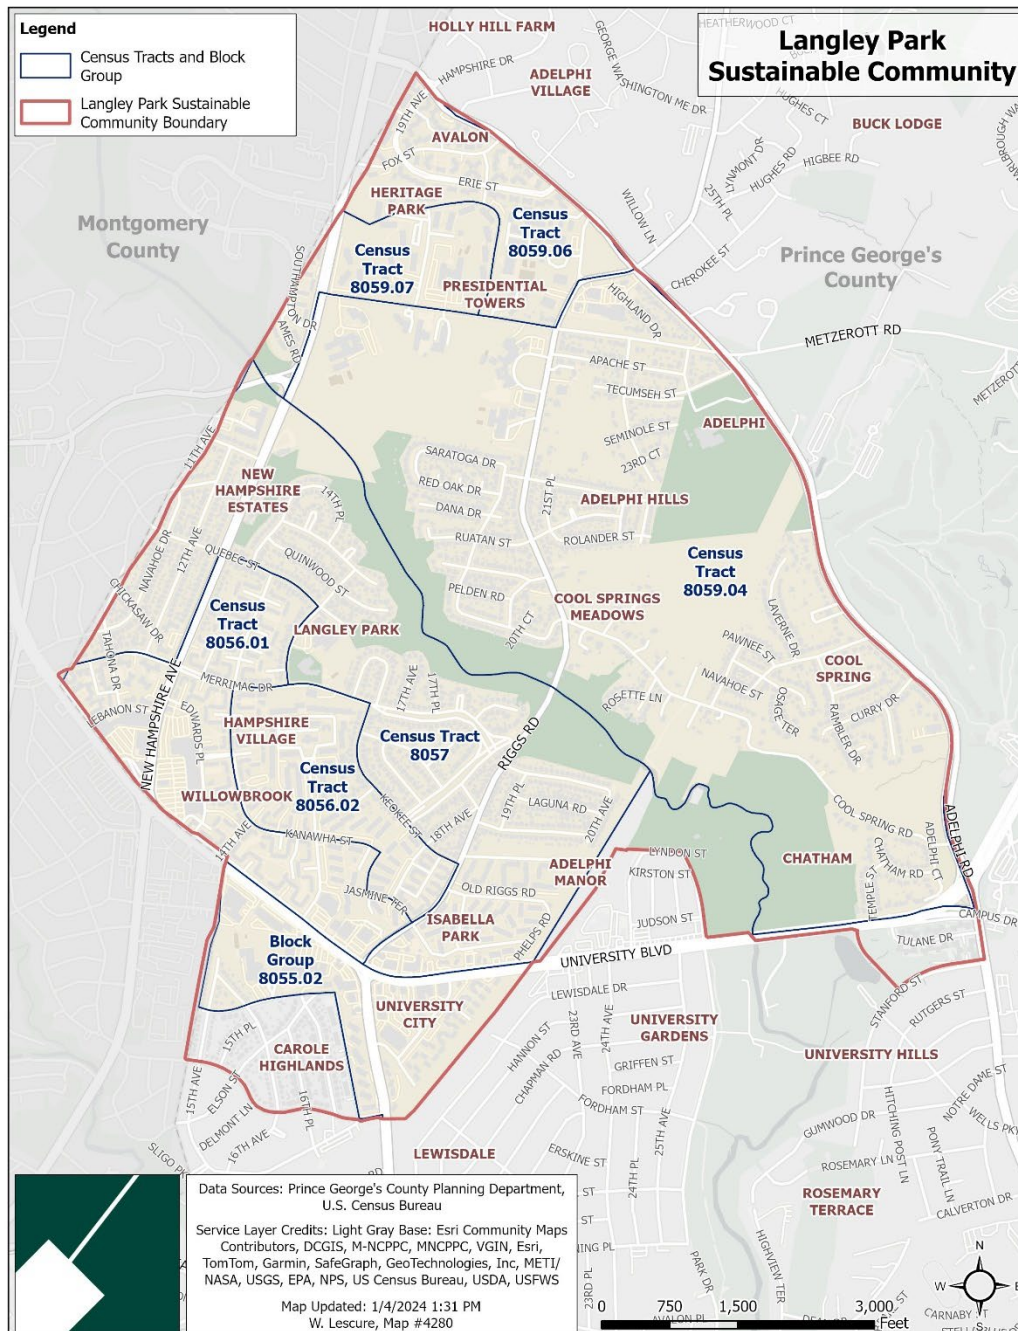 Legend
Census Tracts and Block
Group
Langley Park Sustainable
Community Boundary
Langley Park
Sustainable Community
HOLLY HILL FARM
HEATHERWOOD CT
HAMPSHIRE DR
ADELPHI
VILLAGE
GEORGE WASHINGTON ME DR
HUGHES CT
BUCK LODGE
19TH AVE
AVALON
FOX ST
LYNMONT DR
HUGHES RD
HIGBEE RD
ERIE ST
25TH PL
HERITAGE
PARK
WILLOW LN
Montgomery
County
Census
Tract
8059.06
Census
Tract
8059.07
CHEROKEE ST
Prince George's
County
SOUTHAMPTON DR
PRESIDENTIAL
TOWERS
HIGHLAND DR
AMES RD
METZEROTT RD
APACHE ST
TECUMSEH ST
METZEROTT
11TH AVE
SEMINOLE ST
ADELPHI
23RD CT
SARATOGA DR
NEW
HAMPSHIRE
ESTATES
14TH PL
RED OAK DR
21ST PL
ADELPHI HILLS
DANA DR
NAVAHOE DR
12TH AVE
RUATAN ST
ROLANDER ST
QUEBEC ST
QUINWOOD ST
Census
Tract
8059.04
CHICKASAW DR
PELDEN RD
COOL SPRINGS
MEADOWS
Census
Tract
8056.01
LAVERNE DR
LANGLEY PARK
20TH CT
PAWNEE ST
TAHONA DR
COOL
SPRING
MERRIMAC DR
17TH AVE
17TH PL
NAVAHOE ST
NEW HAMPSHIRE AVE
LEBANON ST
EDWARDS PL
ROSETTE LN
OSAGE TER
RAMBLER DR
CURRY DR
HAMPSHIRE
VILLAGE
Census Tract
8057
RIGGS RD
Census
Tract
8056.02
WILLOWBROOK
19TH PL
LAGUNA RD
20TH AVE
KEOKEE ST
18TH AVE
14TH AVE
KANAWHA ST
COOL SPRING RD
ADELPHI RD
ADELPHI CT
LYNDON ST
CHATHAM
CHATHAM RD
ADELPHI
MANOR
KIRSTON ST
TEMPLE ST
JASMINE TER
OLD RIGGS RD
ISABELLA
PARK
JUDSON ST
CAMPUS DR
PHELPS RD
TULANE DR
Block
Group
8055.02
UNIVERSITY BLVD
LEWISDALE DR
STANFORD ST
RUTGERS ST
UNIVERSITY
CITY
23RD AVE
24TH AVE
UNIVERSITY
GARDENS
15TH PL
HANNON ST
CHAPMAN RD
CAROLE
HIGHLANDS
GRIFFEN ST
UNIVERSITY HILLS
15TH AVE
ELSON ST
16TH PL
FORDHAM PL
FORDHAM ST
NOTRE DAME ST
HITCHING POST LN
DELMONT LN
16TH AVE
25TH AVE
GUMWOOD DR
WELLS PKY
PONY TRAIL LN
LEWISDALE
ERSKINE ST
ROSEMARY LN
24TH PL
ROSEMARY
TERRACE
CALVERTON DR
HIGHVIEW TER
PARK DR
23RD PL
AVALON PL
CARNABY ST
Data Sources: Prince George's County Planning Department,
U.S. Census Bureau
Service Layer Credits: Light Gray Base: Esri Community Maps
Contributors, DCGIS, M-NCPPC, MNCPPC, VGIN, Esri,
TomTom, Garmin, SafeGraph, GeoTechnologies, Inc, METI/
NASA, USGS, EPA, NPS, US Census Bureau, USDA, USFWS
Map Updated: 1/4/2024 1:31 PM
W. Lescure, Map #4280
N
W E
S
0 750 1,500 3,000
Feet